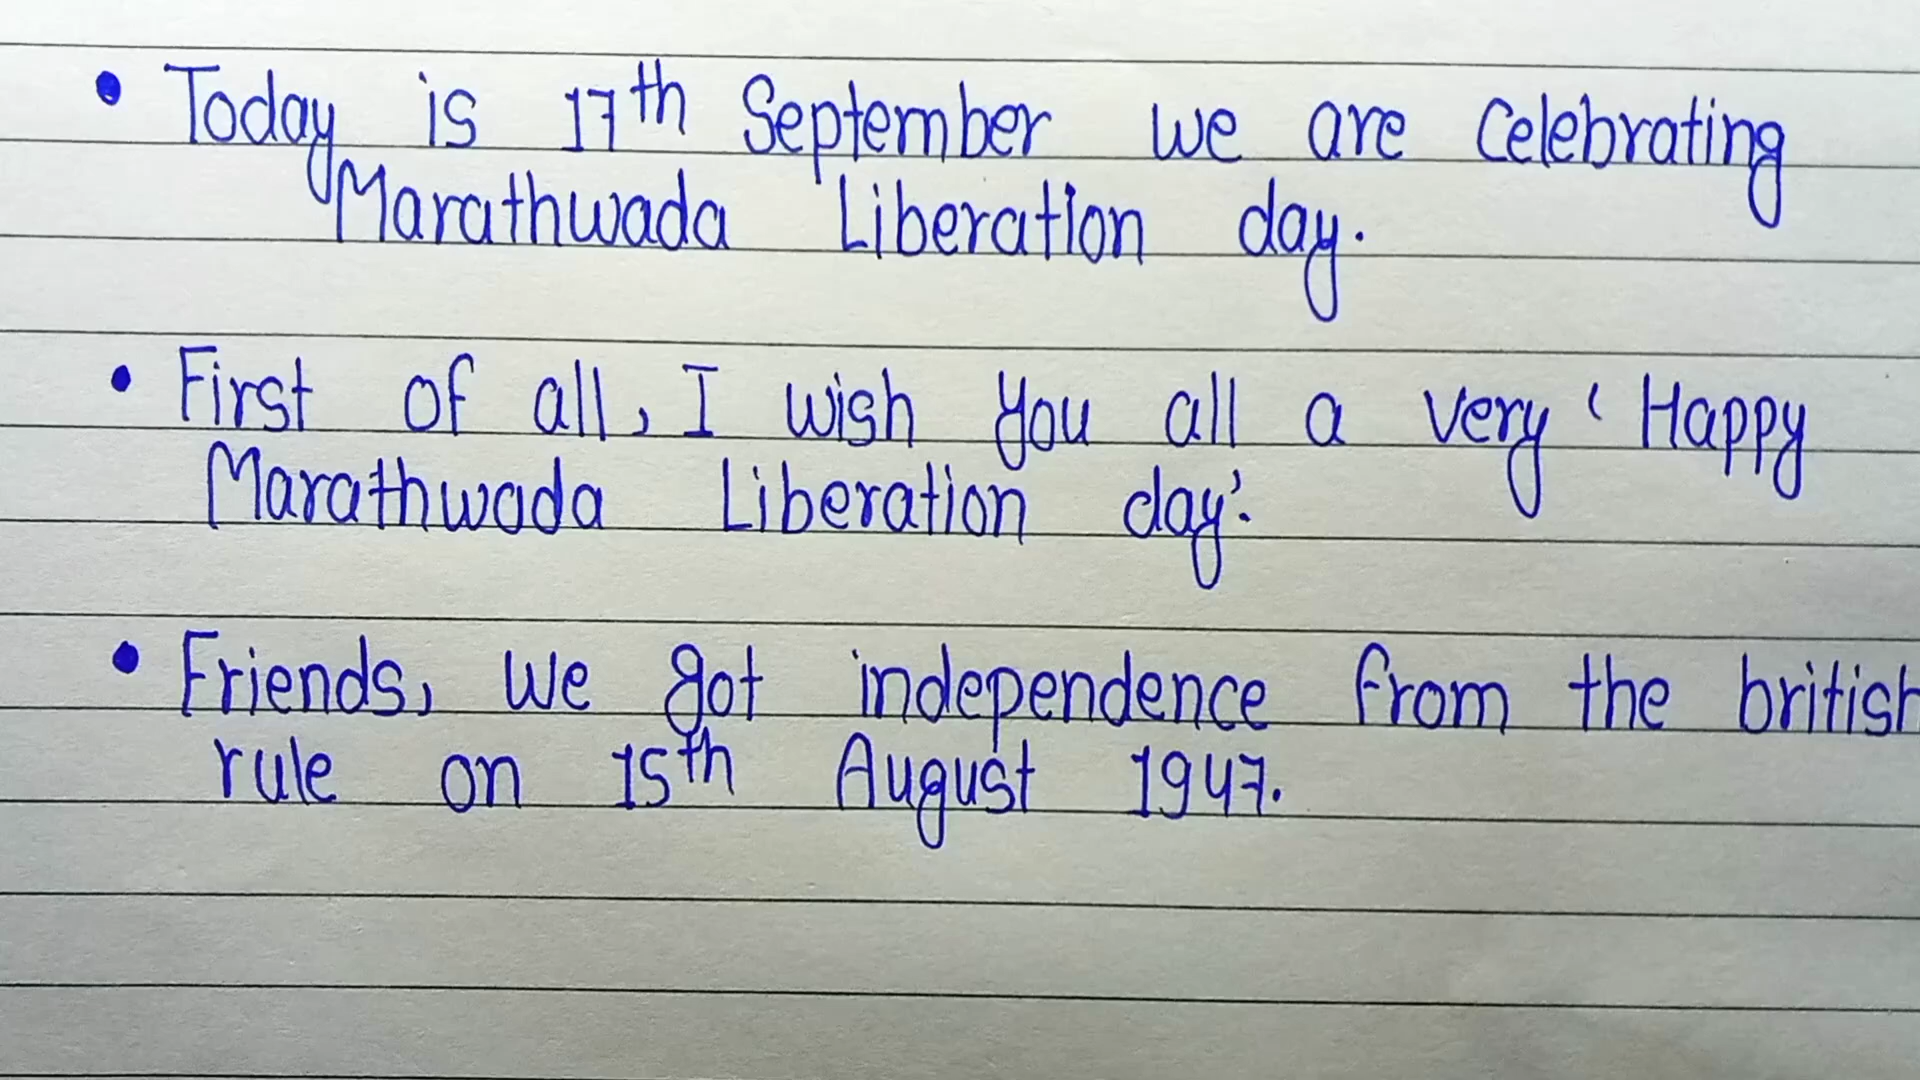 • Today is 17th September we are celebrating
Marathwada Liberation day.
• First of all, I wish you all a very ‘Happy
Marathwada Liberation day’.
• Friends, we got independence from the british
rule on 15th August 1947.